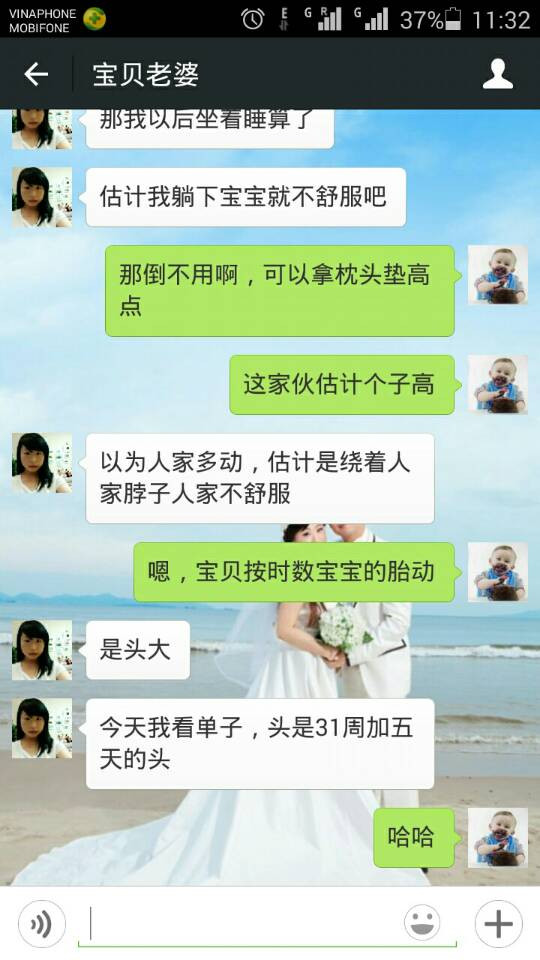 VINAPHONE
MOBIFONE
E
G
R
G
37%
11:32
宝贝老婆
那我以后坐着睡算了
估计我躺下宝宝就不舒服吧
那倒不用啊，可以拿枕头垫高
点
这家伙估计个子高
以为人家多动，估计是绕着人
家脖子人家不舒服
嗯，宝贝按时数宝宝的胎动
是头大
今天我看单子，头是31周加五
天的头
哈哈